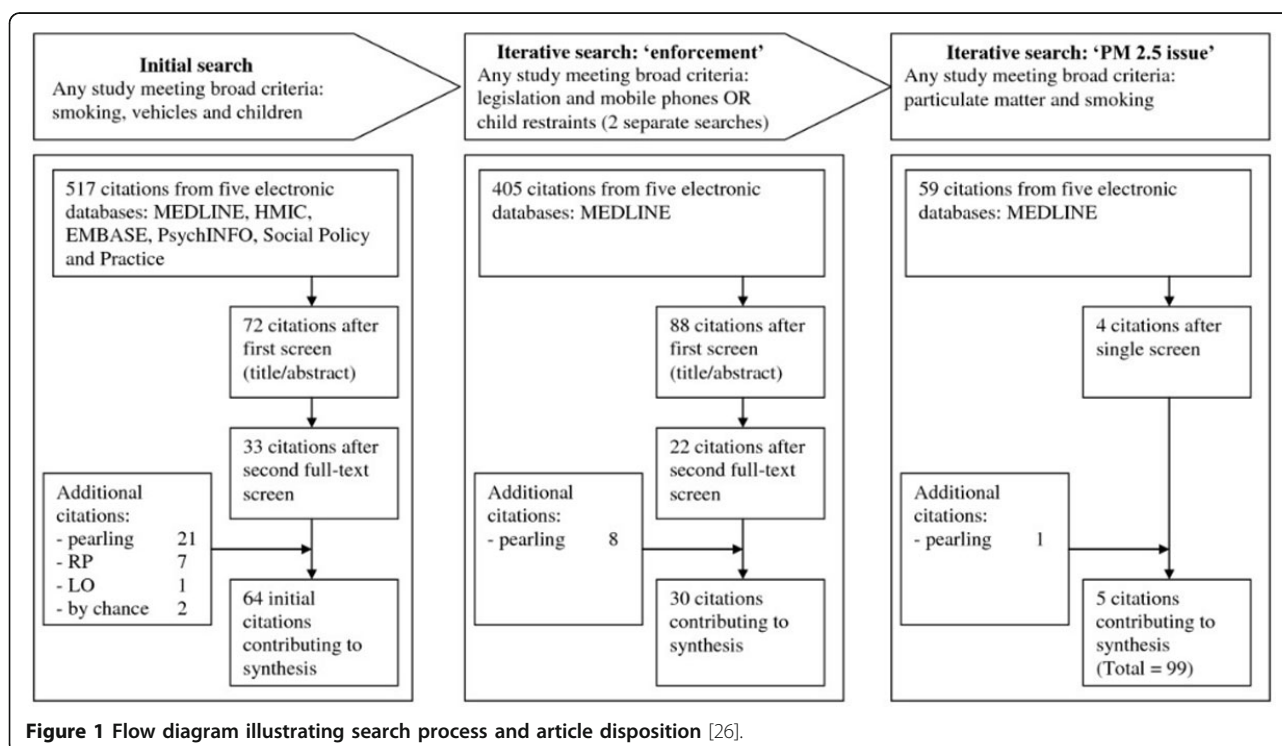 Initial search
Any study meeting broad criteria:
smoking, vehicles and children
Iterative search: ‘enforcement’
Any study meeting broad criteria:
legislation and mobile phones OR
child restraints (2 separate searches)
Iterative search: ‘PM 2.5 issue’
Any study meeting broad criteria:
particulate matter and smoking
517 citations from five electronic
databases: MEDLINE, HMIC,
EMBASE, PsychINFO, Social Policy
and Practice
72 citations after
first screen
(title/abstract)
33 citations after
second full-text
screen
Additional
citations:
- pearling 21
- RP 7
- LO 1
- by chance 2
64 initial
citations
contributing to
synthesis
405 citations from five electronic
databases: MEDLINE
88 citations after
first screen
(title/abstract)
22 citations after
second full-text
screen
Additional
citations:
- pearling 8
30 citations
contributing to
synthesis
59 citations from five electronic
databases: MEDLINE
4 citations after
single screen
Additional
citations:
- pearling 1
5 citations
contributing to
synthesis
(Total = 99)
Figure 1 Flow diagram illustrating search process and article disposition [26].